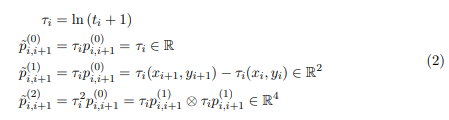 τ_i = ln (t_i + 1)
p̃^{(0)}_{i,i+1} = τ_i p^{(0)}_{i,i+1} = τ_i ∈ ℝ
p̃^{(1)}_{i,i+1} = τ_i p^{(0)}_{i,i+1} = τ_i(x_{i+1}, y_{i+1}) − τ_i(x_i, y_i) ∈ ℝ^2 (2)
p̃^{(2)}_{i,i+1} = τ_i^2 p^{(0)}_{i,i+1} = τ_i p^{(1)}_{i,i+1} ⊗ τ_i p^{(1)}_{i,i+1} ∈ ℝ^4